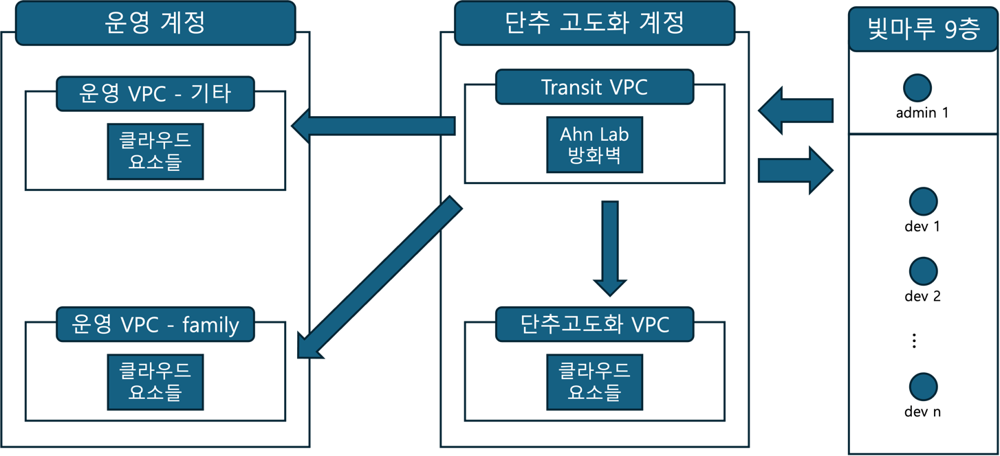 운영 계정
운영 VPC - 기타
클라우드
요소들
운영 VPC - family
클라우드
요소들
단추 고도화 계정
Transit VPC
Ahn Lab
방화벽
단추고도화 VPC
클라우드
요소들
빛마루 9층
admin 1
dev 1
dev 2
⋮
dev n